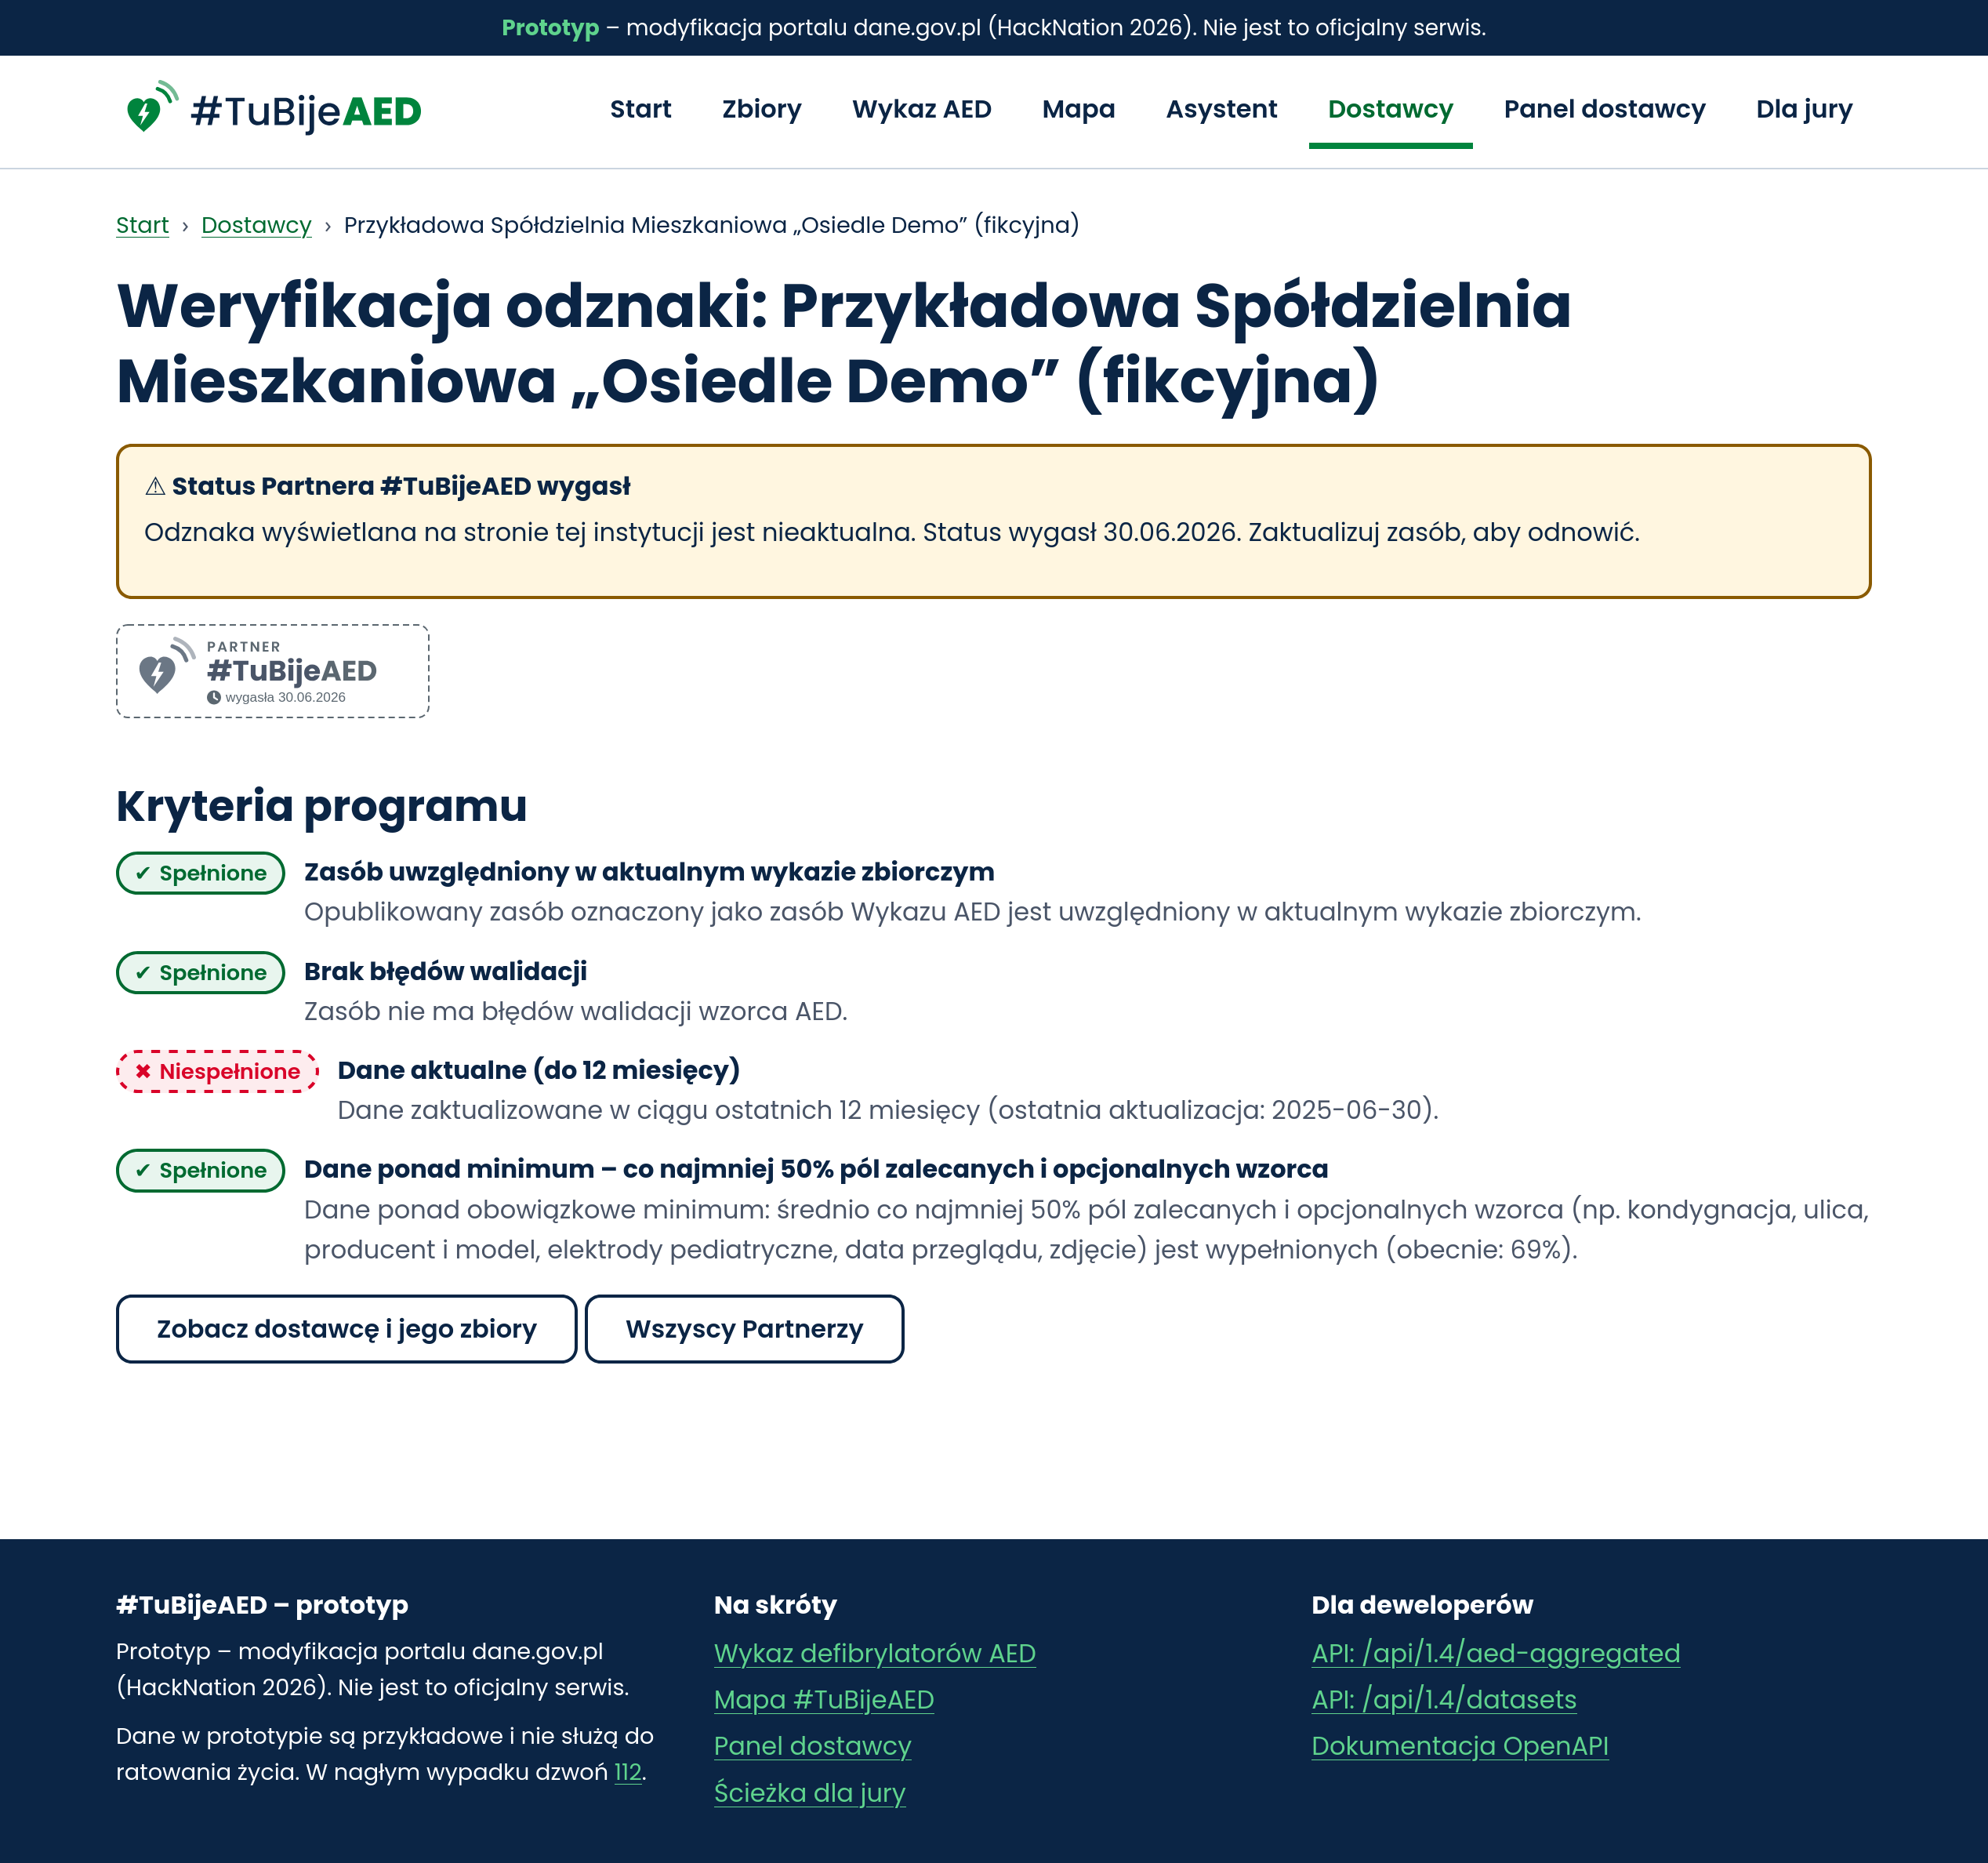 Prototyp – modyfikacja portalu dane.gov.pl (HackNation 2026). Nie jest to oficjalny serwis.
#TuBijeAED
Start
Zbiory
Wykaz AED
Mapa
Asystent
Dostawcy
Panel dostawcy
Dla jury
Start › Dostawcy › Przykładowa Spółdzielnia Mieszkaniowa „Osiedle Demo” (fikcyjna)
Weryfikacja odznaki: Przykładowa Spółdzielnia
Mieszkaniowa „Osiedle Demo” (fikcyjna)
⚠ Status Partnera #TuBijeAED wygasł
Odznaka wyświetlana na stronie tej instytucji jest nieaktualna. Status wygasł 30.06.2026. Zaktualizuj zasób, aby odnowić.
PARTNER
#TuBijeAED
wygasła 30.06.2026
Kryteria programu
✔ Spełnione
Zasób uwzględniony w aktualnym wykazie zbiorczym
Opublikowany zasób oznaczony jako zasób Wykazu AED jest uwzględniony w aktualnym wykazie zbiorczym.
✔ Spełnione
Brak błędów walidacji
Zasób nie ma błędów walidacji wzorca AED.
✖ Niespełnione
Dane aktualne (do 12 miesięcy)
Dane zaktualizowane w ciągu ostatnich 12 miesięcy (ostatnia aktualizacja: 2025-06-30).
✔ Spełnione
Dane ponad minimum – co najmniej 50% pól zalecanych i opcjonalnych wzorca
Dane ponad obowiązkowe minimum: średnio co najmniej 50% pól zalecanych i opcjonalnych wzorca (np. kondygnacja, ulica,
producent i model, elektrody pediatryczne, data przeglądu, zdjęcie) jest wypełnionych (obecnie: 69%).
Zobacz dostawcę i jego zbiory
Wszyscy Partnerzy
#TuBijeAED – prototyp
Prototyp – modyfikacja portalu dane.gov.pl
(HackNation 2026). Nie jest to oficjalny serwis.
Dane w prototypie są przykładowe i nie służą do
ratowania życia. W nagłym wypadku dzwoń 112.
Na skróty
Wykaz defibrylatorów AED
Mapa #TuBijeAED
Panel dostawcy
Ścieżka dla jury
Dla deweloperów
API: /api/1.4/aed-aggregated
API: /api/1.4/datasets
Dokumentacja OpenAPI